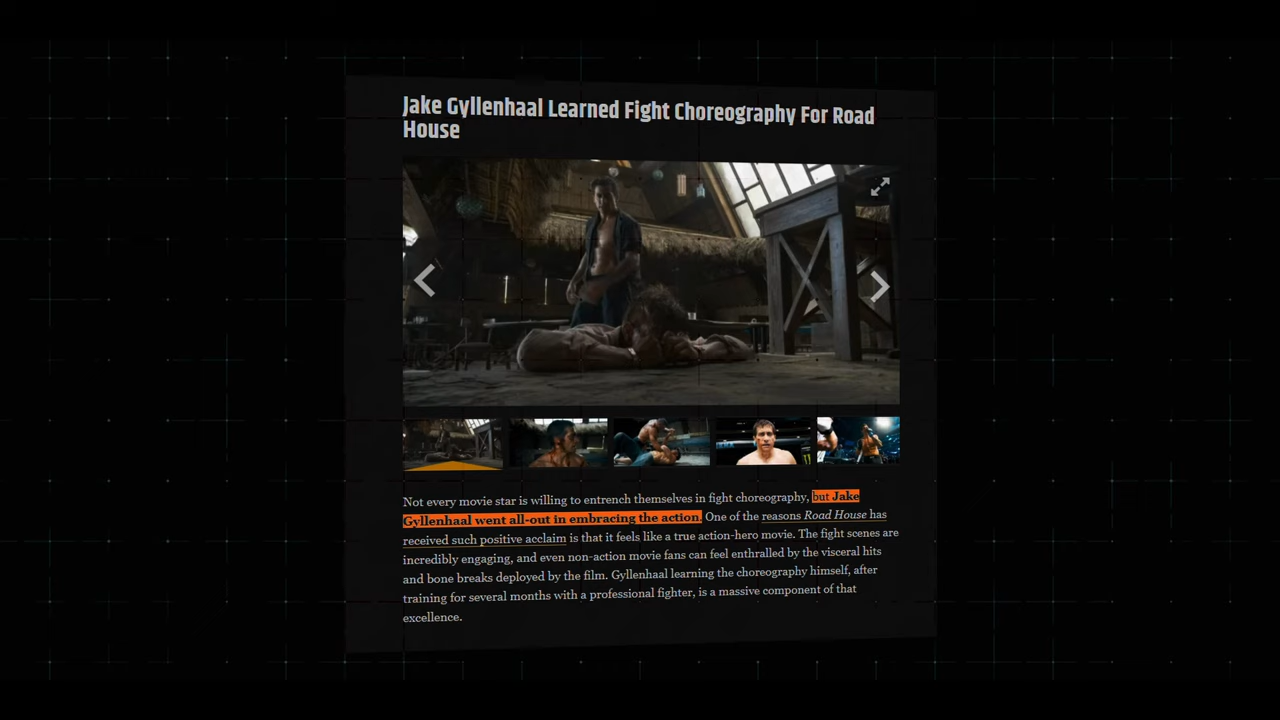 Jake Gyllenhaal Learned Fight Choreography For Road
House
Not every movie star is willing to entrench themselves in fight choreography, but Jake
Gyllenhaal went all-out in embracing the action. One of the reasons Road House has
received such positive acclaim is that it feels like a true action-hero movie. The fight scenes are
incredibly engaging, and even non-action movie fans can feel enthralled by the visceral hits
and bone breaks deployed by the film. Gyllenhaal learning the choreography himself, after
training for several months with a professional fighter, is a massive component of that
excellence.